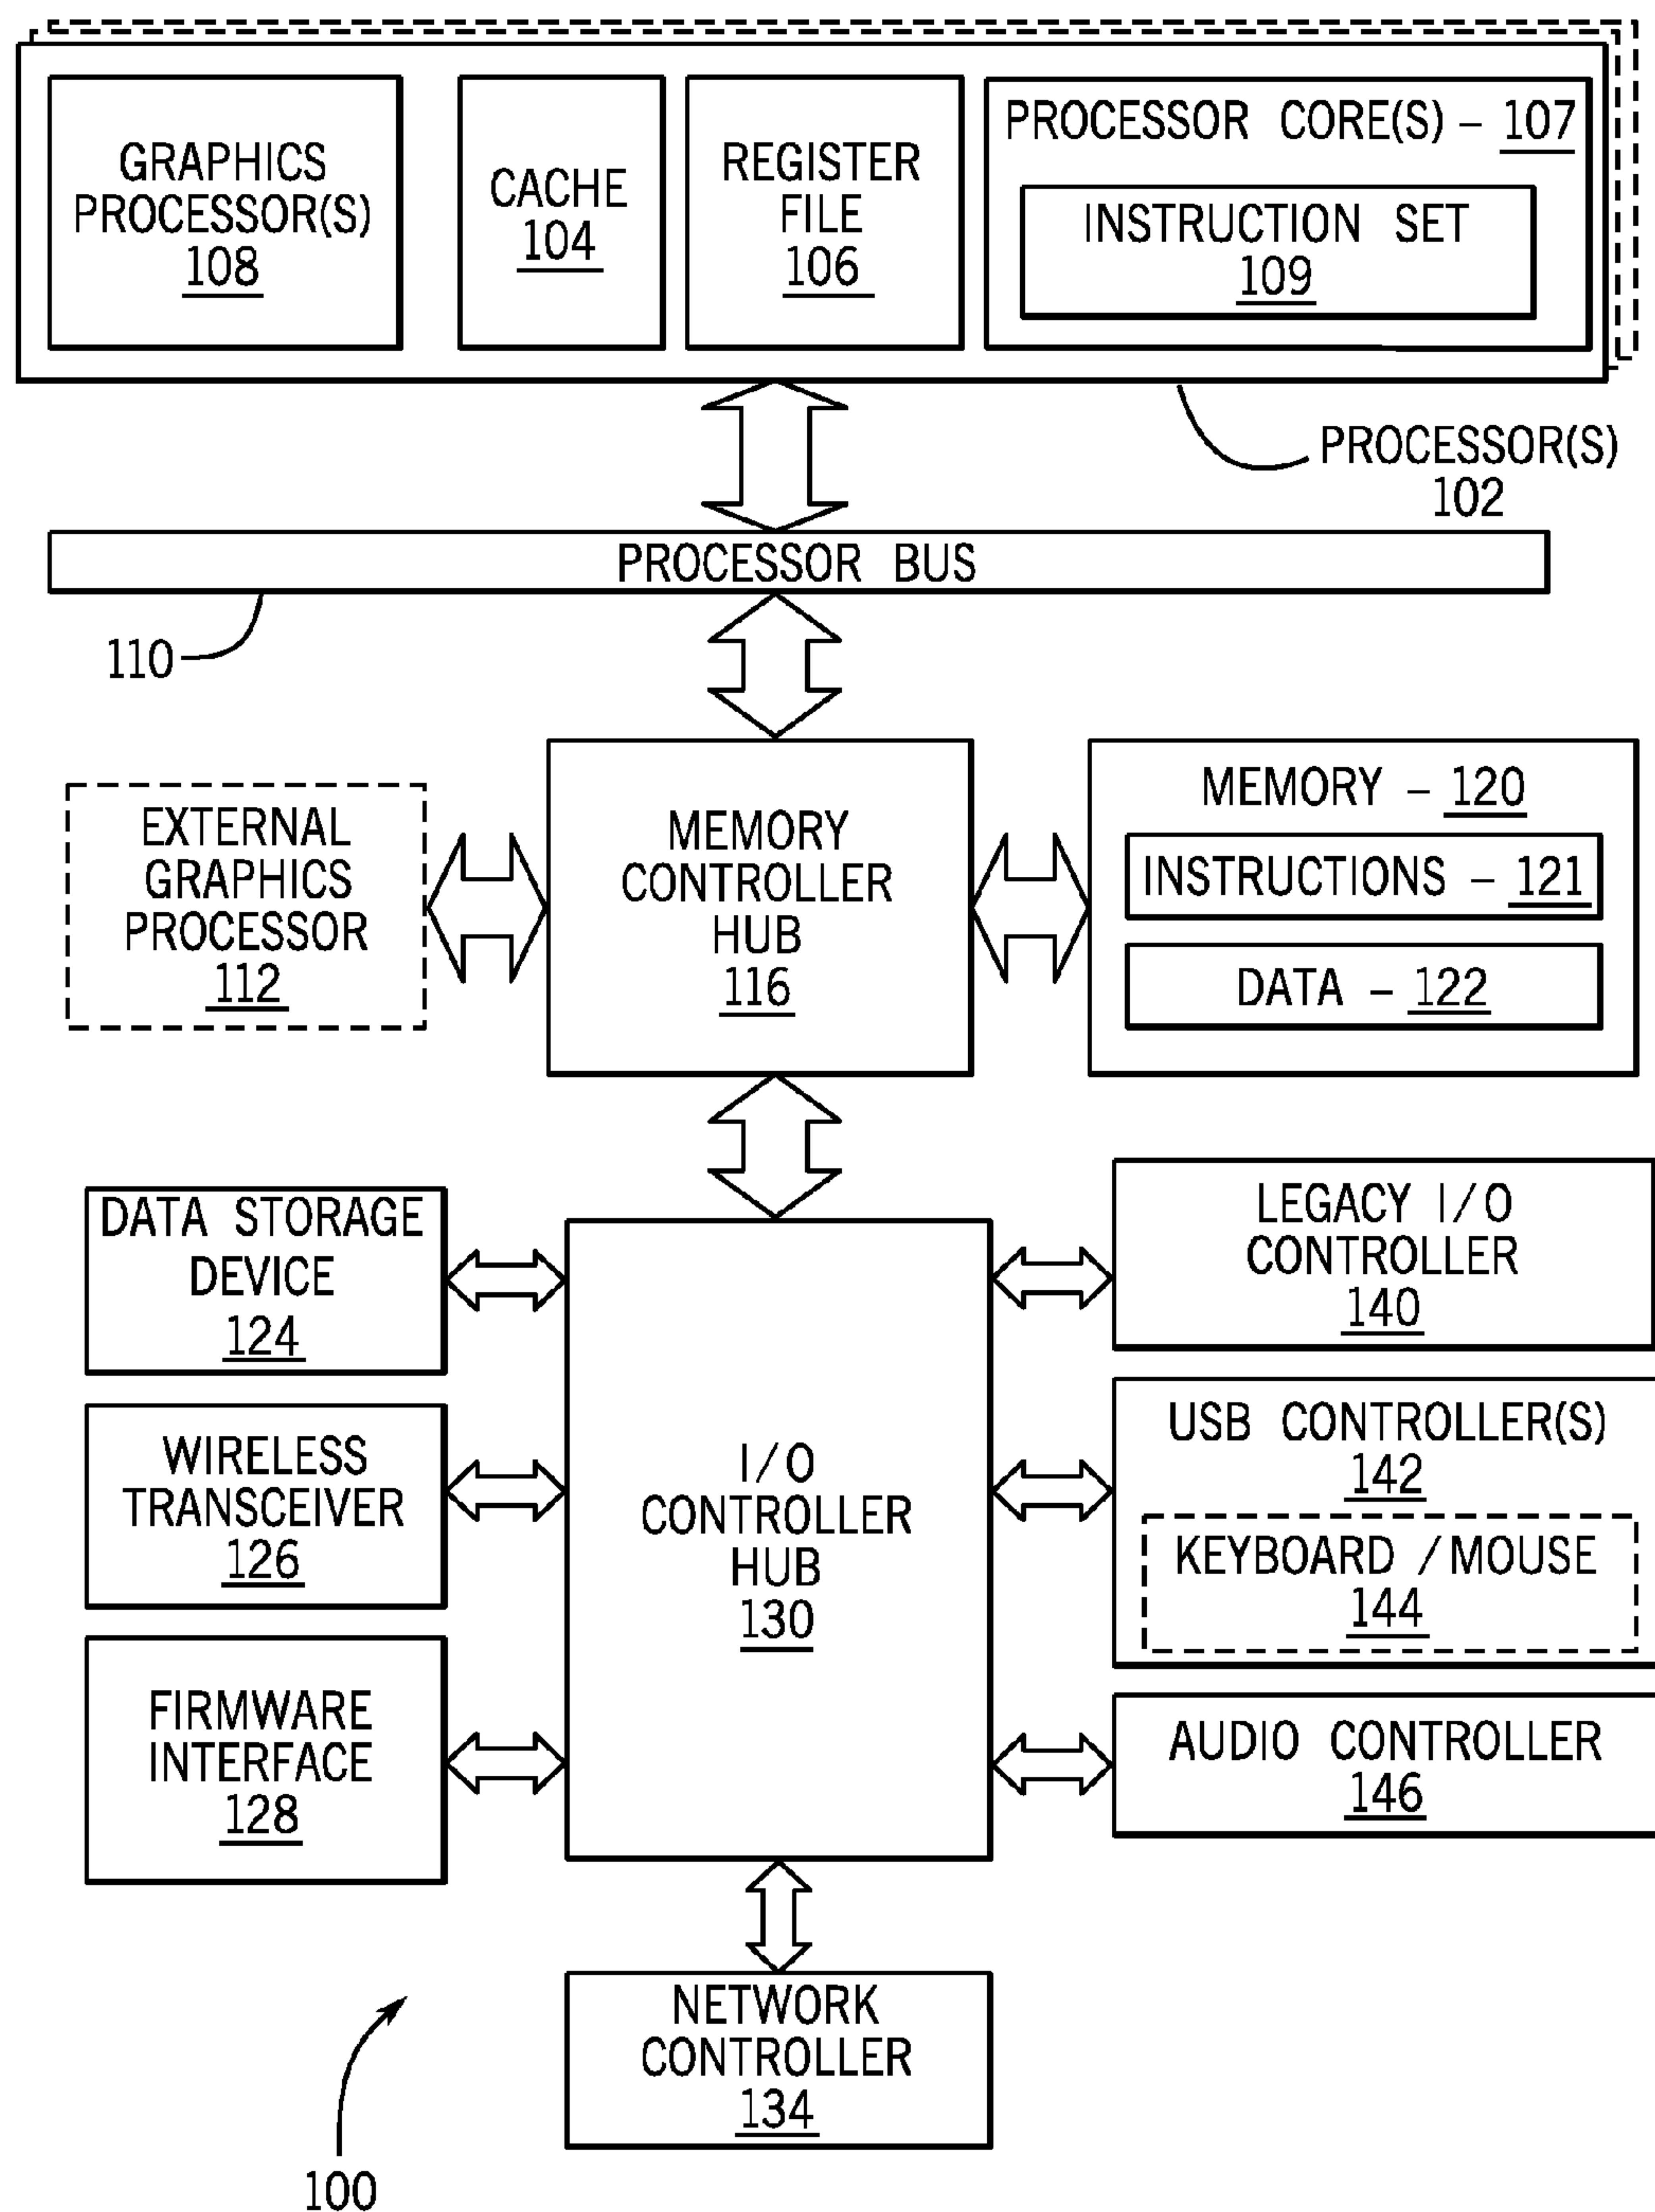 GRAPHICS
PROCESSOR(S)
108
CACHE
104
REGISTER
FILE
106
PROCESSOR CORE(S) – 107
INSTRUCTION SET
109
PROCESSOR(S)
102
PROCESSOR BUS
110
EXTERNAL
GRAPHICS
PROCESSOR
112
MEMORY
CONTROLLER
HUB
116
MEMORY – 120
INSTRUCTIONS – 121
DATA – 122
DATA STORAGE
DEVICE
124
WIRELESS
TRANSCEIVER
126
FIRMWARE
INTERFACE
128
I/O
CONTROLLER
HUB
130
LEGACY I/O
CONTROLLER
140
USB CONTROLLER(S)
142
KEYBOARD /MOUSE
144
AUDIO CONTROLLER
146
NETWORK
CONTROLLER
134
100